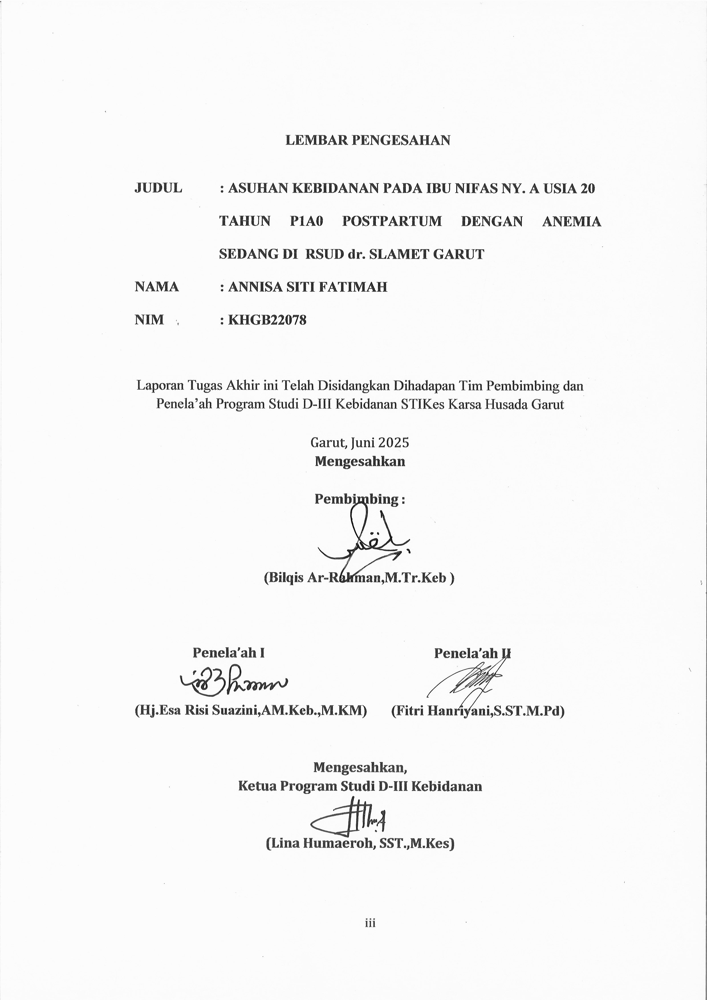 LEMBAR PENGESAHAN
JUDUL : ASUHAN KEBIDANAN PADA IBU NIFAS NY. A USIA 20
TAHUN P1A0 POSTPARTUM DENGAN ANEMIA
SEDANG DI RSUD dr. SLAMET GARUT
NAMA : ANNISA SITI FATIMAH
NIM : KHGB22078
Laporan Tugas Akhir ini Telah Disidangkan Dihadapan Tim Pembimbing dan
Penela'ah Program Studi D-III Kebidanan STIKes Karsa Husada Garut
Garut, Juni 2025
Mengesahkan
Pembimbing :
(Bilqis Ar-Rahman,M.Tr.Keb )
Penela'ah I Penela'ah II
(Hj.Esa Risi Suazini,AM.Keb.,M.KM) (Fitri Hanriyani,S.ST.M.Pd)
Mengesahkan,
Ketua Program Studi D-III Kebidanan
(Lina Humaeroh, SST.,M.Kes)
iii